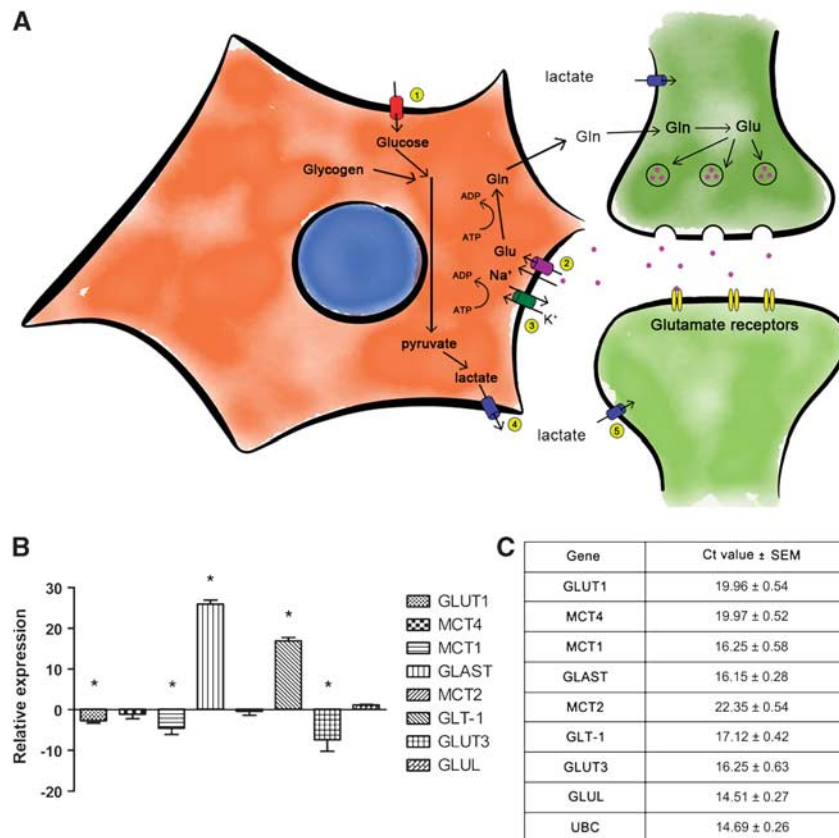 A
lactate
1
Glucose
Gln
Gln
Glu
Glycogen
Gln
ADP
ATP
Glu
2
Na⁺
ADP
ATP
3
K⁺
Glutamate receptors
pyruvate
lactate
4
lactate
5
B
Relative expression
30
20
10
0
-10
-20
*
*
*
*
*
GLUT1
MCT4
MCT1
GLAST
MCT2
GLT-1
GLUT3
GLUL
C
Gene Ct value ± SEM
GLUT1 19.96 ± 0.54
MCT4 19.97 ± 0.52
MCT1 16.25 ± 0.58
GLAST 16.15 ± 0.28
MCT2 22.35 ± 0.54
GLT-1 17.12 ± 0.42
GLUT3 16.25 ± 0.63
GLUL 14.51 ± 0.27
UBC 14.69 ± 0.26